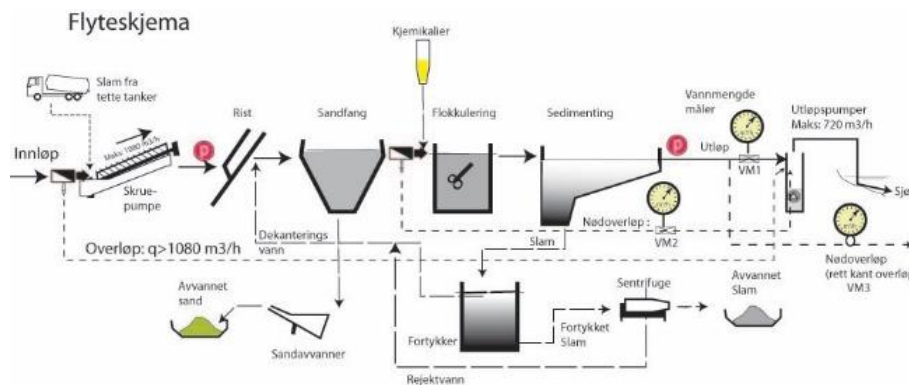 Flyteskjema
Kjemikalier
Slam fra
tette tanker
Rist
Sandfang
Flokkulering
Sedimenting
Vannmengde
måler
Utløpspumper
Maks: 720 m3/h
Maks: 1080 m3/h
p
p
Utløp
Innløp
VM1
Skrue-
pumpe
Sjø
Nødoverløp :
Dekanterings
vann
Overløp: q>1080 m3/h
Slam
VM2
Nødoverløp
(rett kant overløp
VM3
Avvannet
sand
Sentrifuge
Avvannet
Slam
Sandavvanner
Fortykker
Fortykket
Slam
Rejektvann